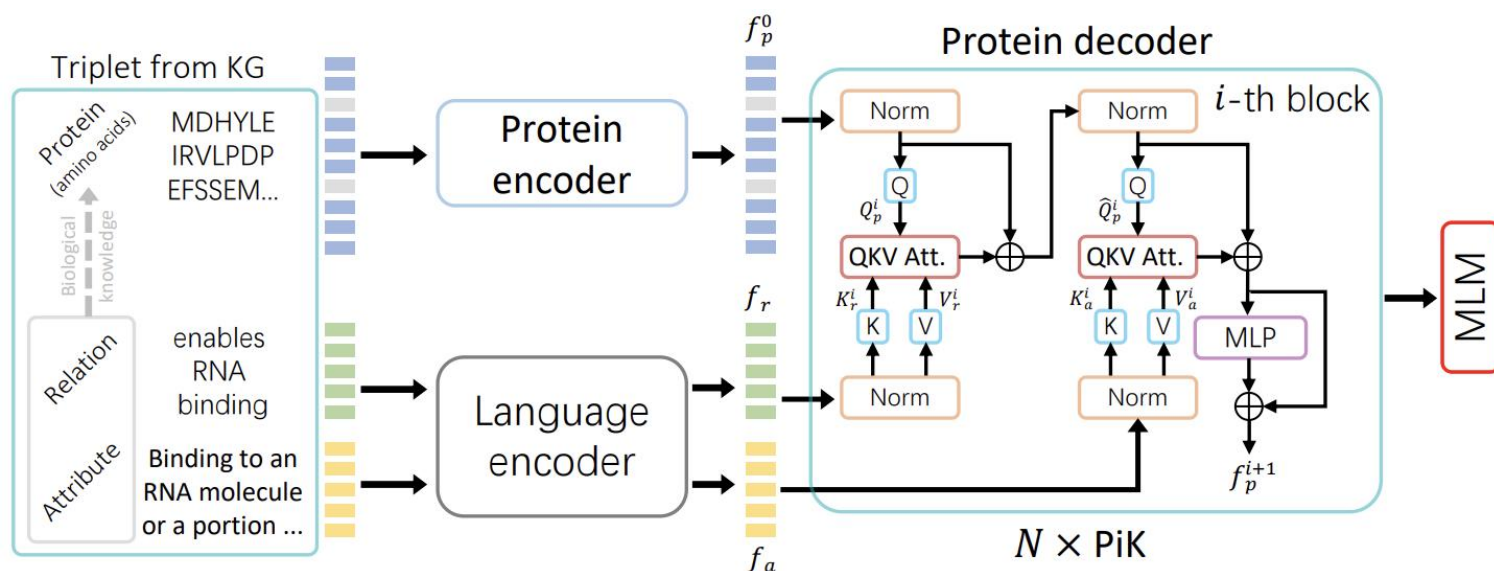 Triplet from KG
Protein
(amino acids)
MDHYLE
IRVLPDP
EFSSEM...
Biological
knowledge
Relation
enables
RNA
binding
Attribute
Binding to an
RNA molecule
or a portion ...
Protein
encoder
Language
encoder
f_p^0
f_r
f_a
Protein decoder
i-th block
Norm
Q
Q_p^i
QKV Att.
K_r^i
V_r^i
K
V
Norm
Norm
Q
Q̂_p^i
QKV Att.
K_a^i
V_a^i
K
V
Norm
MLP
f_p^{i+1}
N × PiK
MLM